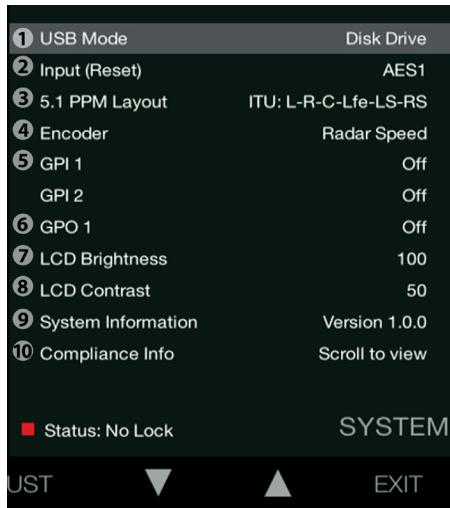 1 USB Mode Disk Drive
2 Input (Reset) AES1
3 5.1 PPM Layout ITU: L-R-C-Lfe-LS-RS
4 Encoder Radar Speed
5 GPI 1 Off
GPI 2 Off
6 GPO 1 Off
7 LCD Brightness 100
8 LCD Contrast 50
9 System Information Version 1.0.0
10 Compliance Info Scroll to view
Status: No Lock SYSTEM
UST ▼ ▲ EXIT